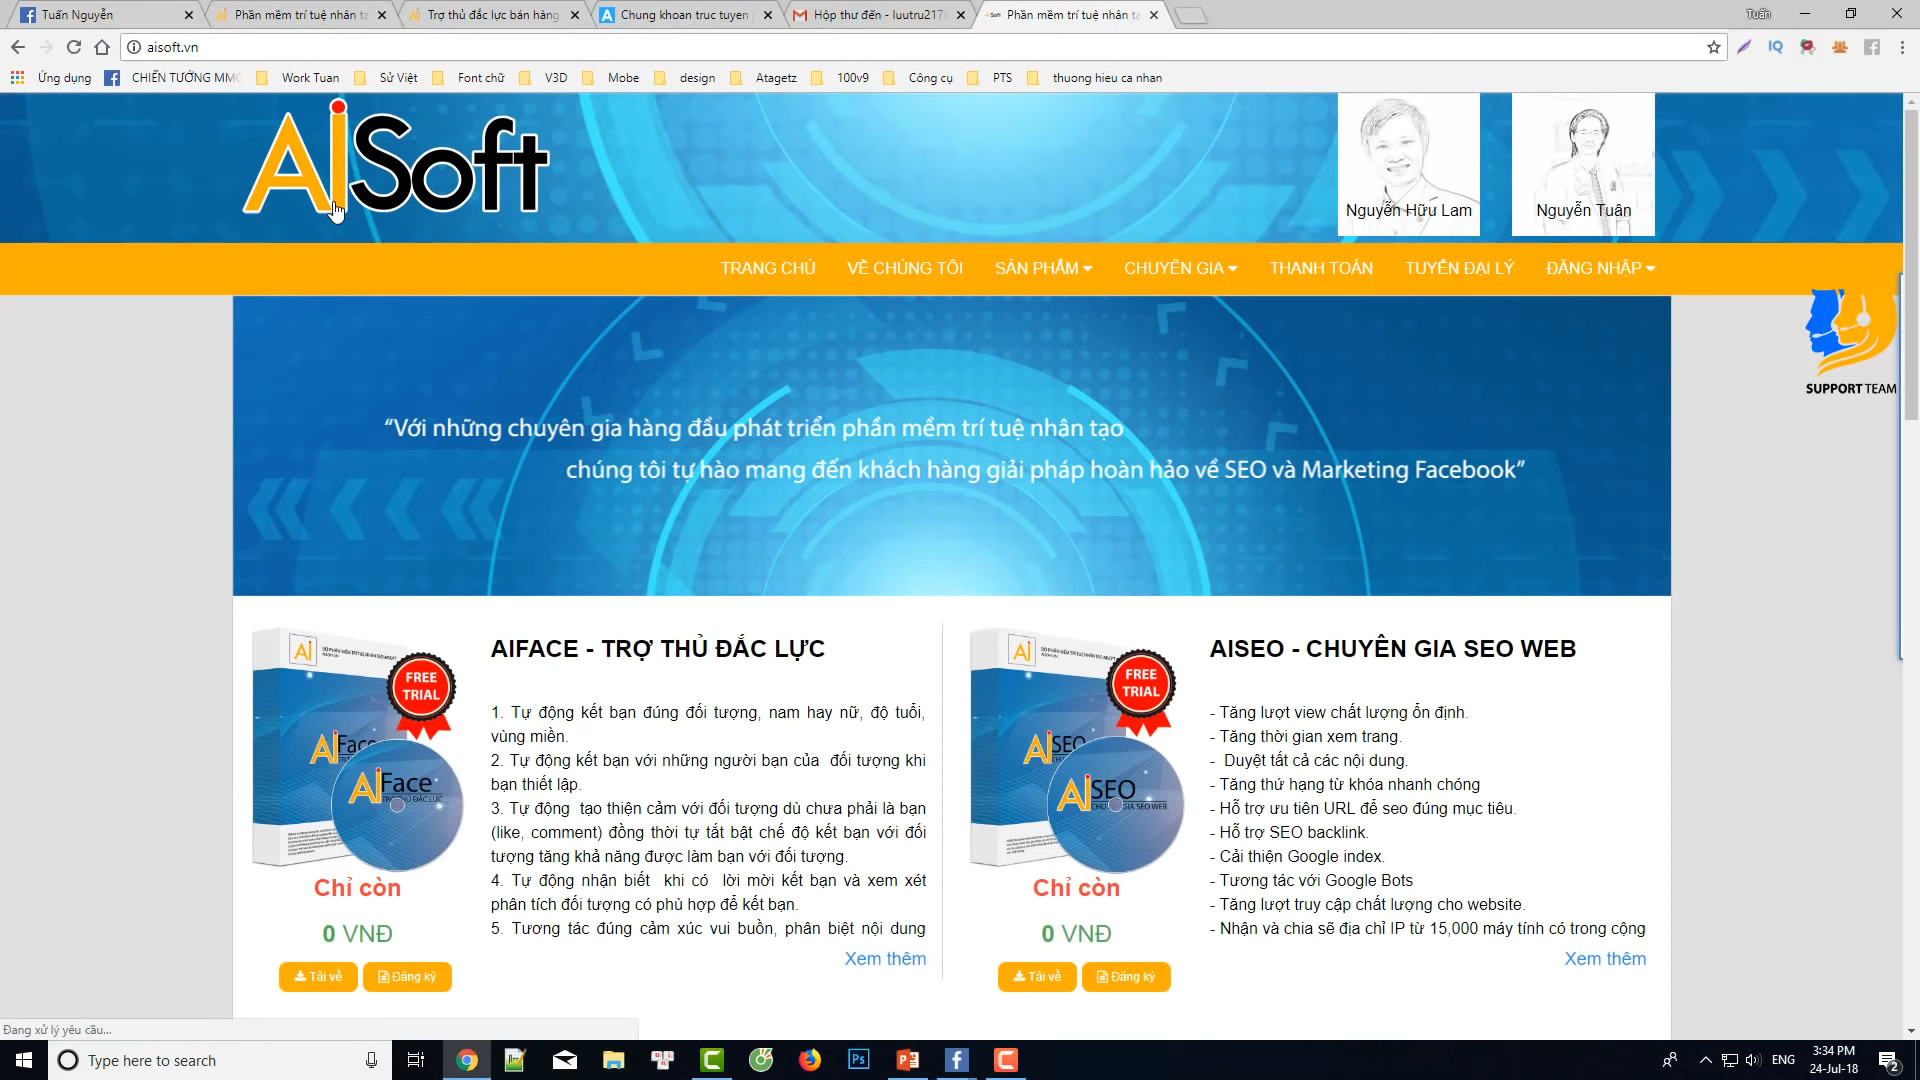 Tuấn Nguyễn
Phần mềm trí tuệ nhân tạ
Trợ thủ đắc lực bán hàng
Chung khoan truc tuyen |
Hộp thư đến - luutru217
Phần mềm trí tuệ nhân tạ
Tuấn
aisoft.vn
Ứng dụng
CHIẾN TƯỚNG MMO
Work Tuan
Sử Việt
Font chữ
V3D
Mobe
design
Atagetz
100v9
Công cụ
PTS
thuong hieu ca nhan
AiSoft
Nguyễn Hữu Lam
Nguyễn Tuân
TRANG CHỦ
VỀ CHÚNG TÔI
SẢN PHẨM
CHUYÊN GIA
THANH TOÁN
TUYỂN ĐẠI LÝ
ĐĂNG NHẬP
SUPPORT TEAM
“Với những chuyên gia hàng đầu phát triển phần mềm trí tuệ nhân tạo
chúng tôi tự hào mang đến khách hàng giải pháp hoàn hảo về SEO và Marketing Facebook”
AIFACE - TRỢ THỦ ĐẮC LỰC
FREE
TRIAL
AiFace
AiFace
TRỢ THỦ ĐẮC LỰC
1. Tự động kết bạn đúng đối tượng, nam hay nữ, độ tuổi,
vùng miền.
2. Tự động kết bạn với những người bạn của đối tượng khi
bạn thiết lập.
3. Tự động tạo thiện cảm với đối tượng dù chưa phải là bạn
(like, comment) đồng thời tự tắt bật chế độ kết bạn với đối
tượng tăng khả năng được làm bạn với đối tượng.
4. Tự động nhận biết khi có lời mời kết bạn và xem xét
phân tích đối tượng có phù hợp để kết bạn.
5. Tương tác đúng cảm xúc vui buồn, phân biệt nội dung
Xem thêm
Chỉ còn
0 VNĐ
Tải về
Đăng ký
AISEO - CHUYÊN GIA SEO WEB
FREE
TRIAL
AiSEO
AiSEO
CHUYÊN GIA SEO WEB
- Tăng lượt view chất lượng ổn định.
- Tăng thời gian xem trang.
- Duyệt tất cả các nội dung.
- Tăng thứ hạng từ khóa nhanh chóng
- Hỗ trợ ưu tiên URL để seo đúng mục tiêu.
- Hỗ trợ SEO backlink.
- Cải thiện Google index.
- Tương tác với Google Bots
- Tăng lượt truy cập chất lượng cho website.
- Nhận và chia sẽ địa chỉ IP từ 15,000 máy tính có trong cộng
Xem thêm
Chỉ còn
0 VNĐ
Tải về
Đăng ký
Đang xử lý yêu cầu...
Type here to search
ENG
3:34 PM
24-Jul-18
2